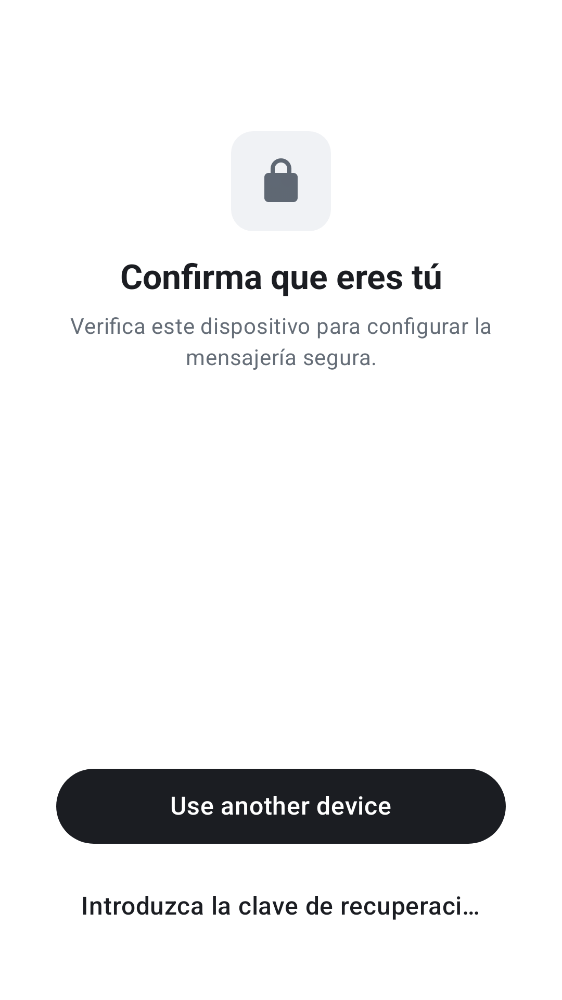 Confirma que eres tú
Verifica este dispositivo para configurar la
mensajería segura.
Use another device
Introduzca la clave de recuperaci…